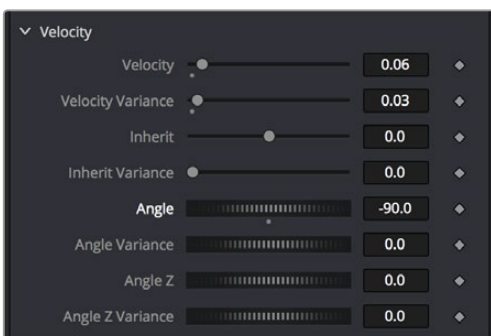 Velocity
Velocity 0.06
Velocity Variance 0.03
Inherit 0.0
Inherit Variance 0.0
Angle -90.0
Angle Variance 0.0
Angle Z 0.0
Angle Z Variance 0.0